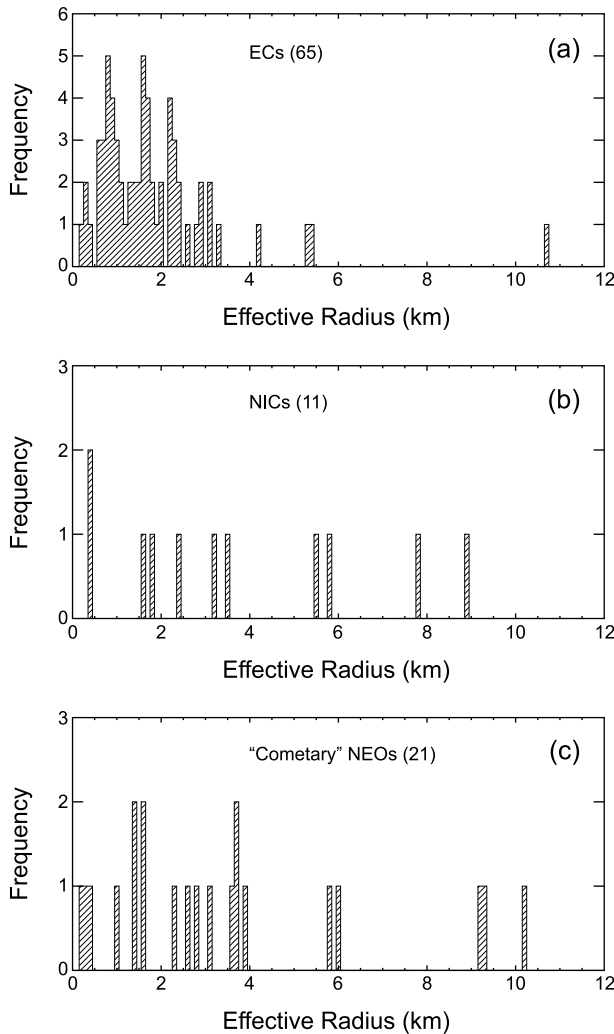 6
5
4
3
2
1
0
Frequency
ECs (65)
(a)
0 2 4 6 8 10 12
Effective Radius (km)
3
2
1
0
Frequency
NICs (11)
(b)
0 2 4 6 8 10 12
Effective Radius (km)
3
2
1
0
Frequency
“Cometary” NEOs (21)
(c)
0 2 4 6 8 10 12
Effective Radius (km)